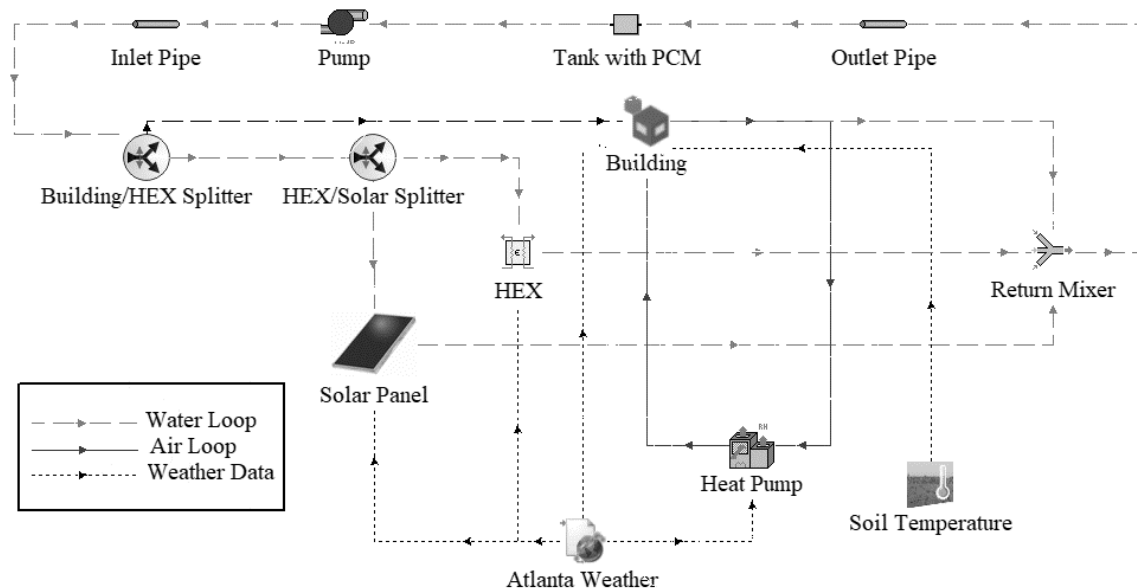 Inlet Pipe
Pump
Tank with PCM
Outlet Pipe
Building
Building/HEX Splitter
HEX/Solar Splitter
ε
HEX
Return Mixer
Solar Panel
Water Loop
Air Loop
Weather Data
RH
Heat Pump
Soil Temperature
Atlanta Weather